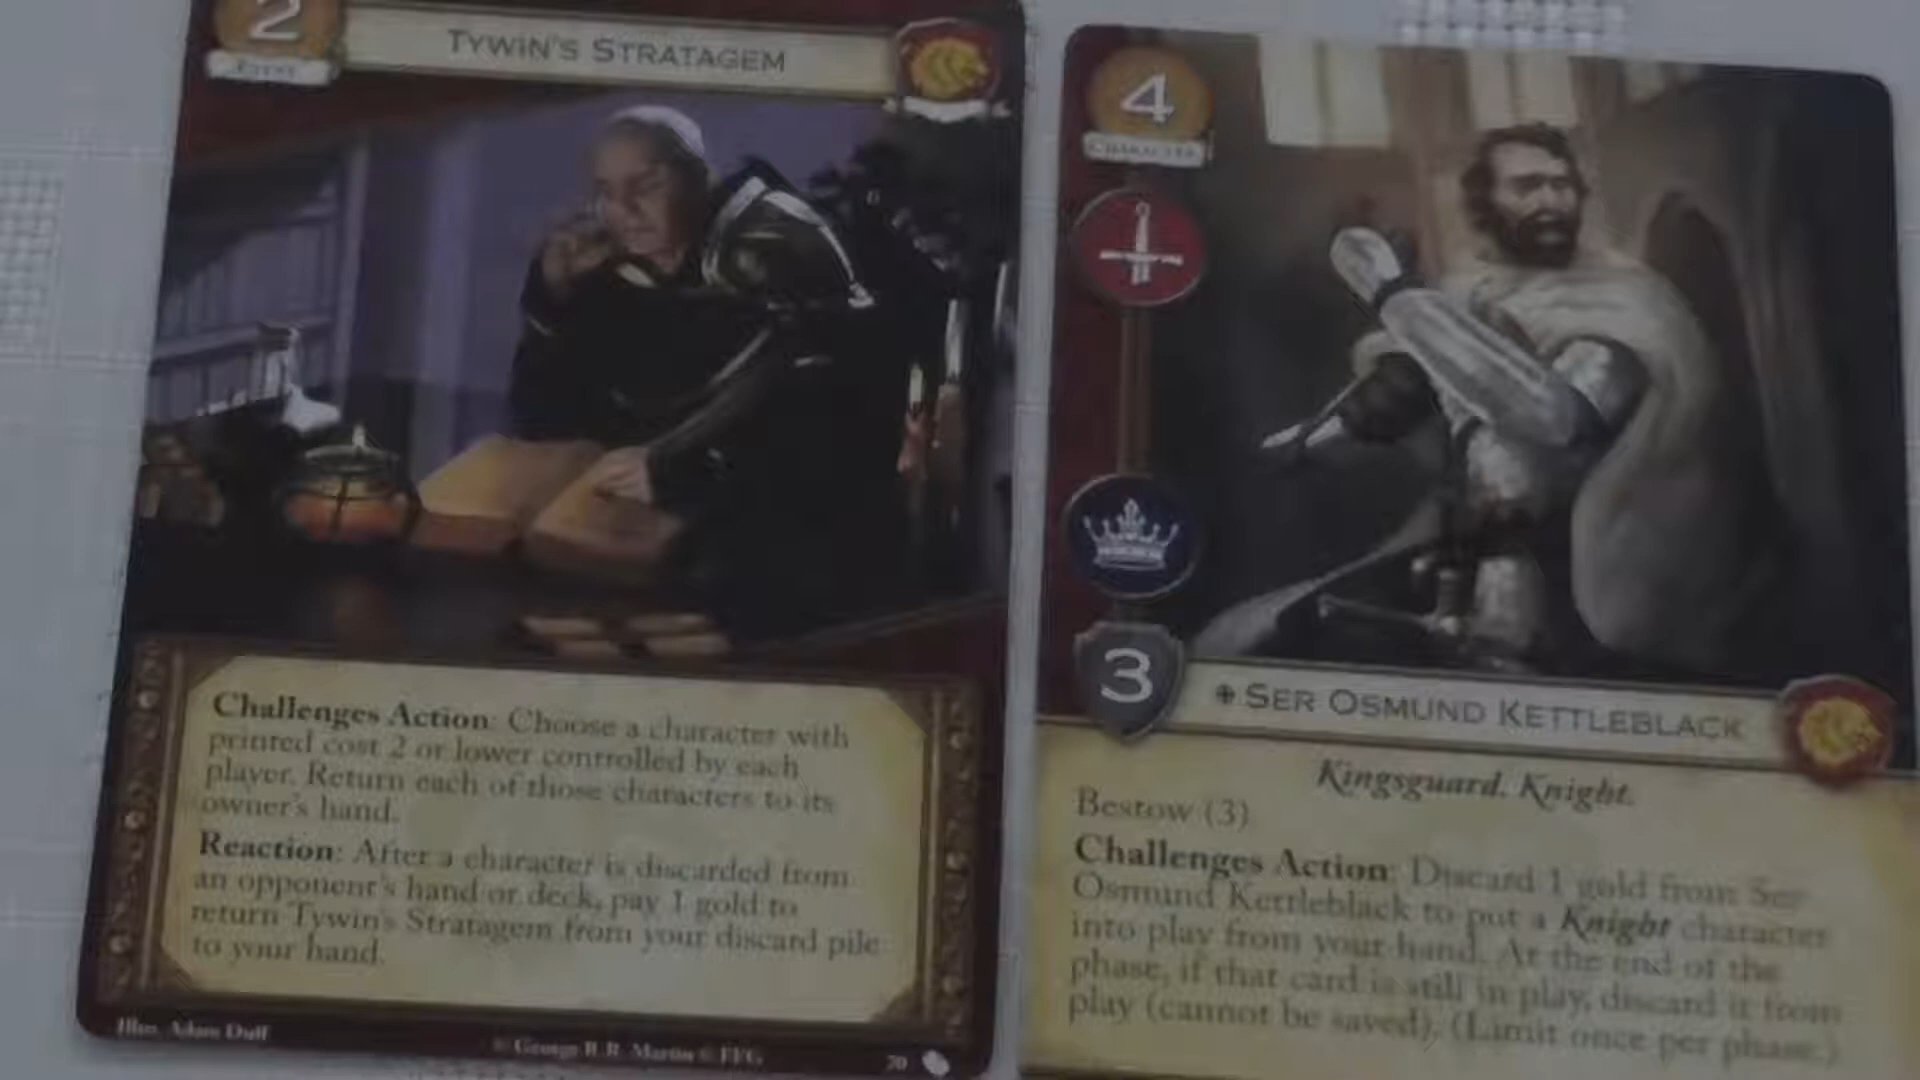 2
TYWIN'S STRATAGEM
Challenges Action: Choose a character with
printed cost 2 or lower controlled by each
player. Return each of those characters to its
owner's hand.
Reaction: After a character is discarded from
an opponent's hand or deck, pay 1 gold to
return Tywin's Stratagem from your discard pile
to your hand.
Illus. Adam Duff
© George R.R. Martin © FFG
20
4
CHARACTER
3
SER OSMUND KETTLEBLACK
Kingsguard. Knight.
Bestow (3)
Challenges Action: Discard 1 gold from Ser
Osmund Kettleblack to put a Knight character
into play from your hand. At the end of the
phase, if that card is still in play, discard it from
play (cannot be saved). (Limit once per phase.)